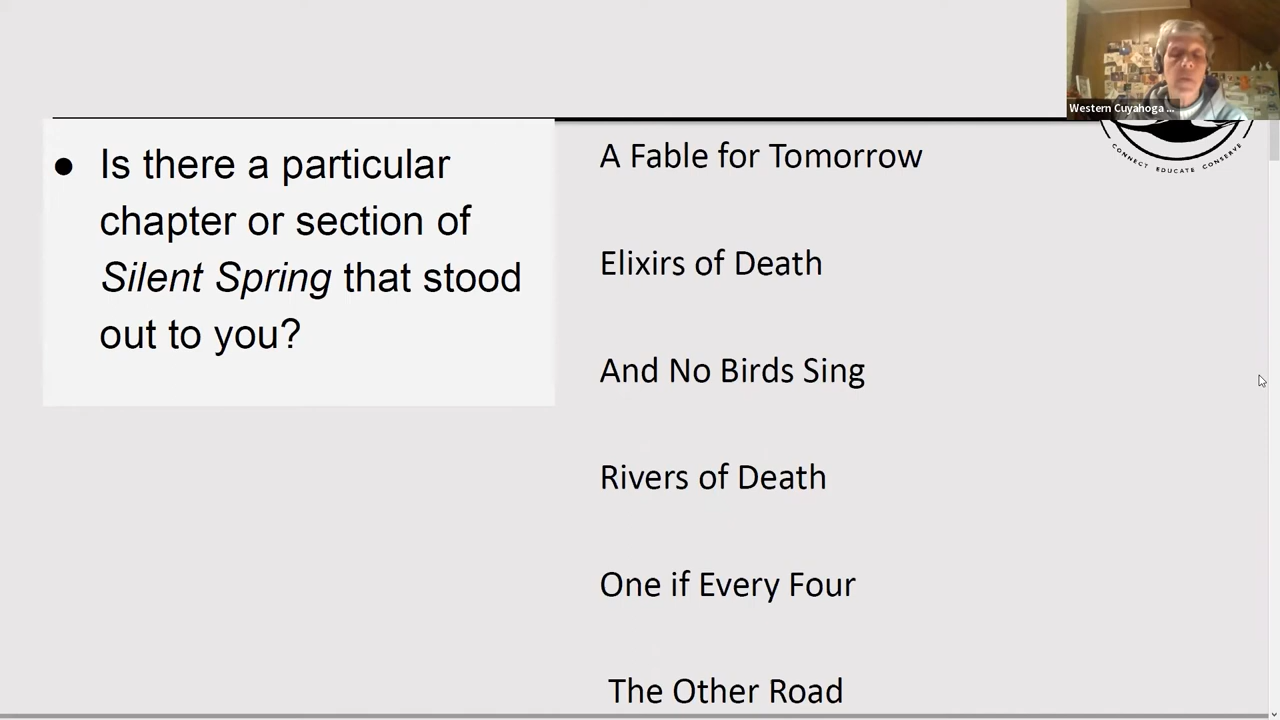 Western Cuyahoga ...
CONNECT EDUCATE CONSERVE
● Is there a particular
chapter or section of
Silent Spring that stood
out to you?
A Fable for Tomorrow
Elixirs of Death
And No Birds Sing
Rivers of Death
One if Every Four
The Other Road